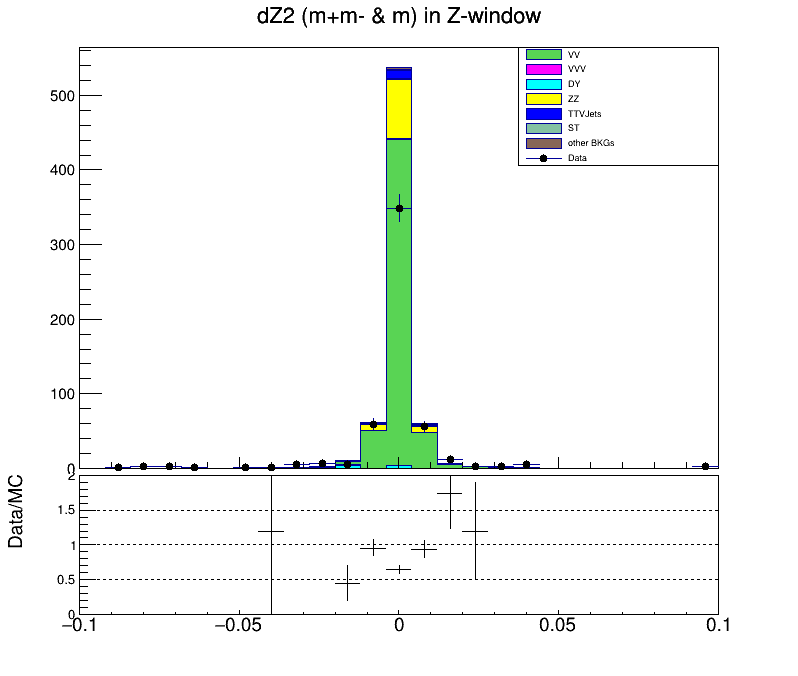 dZ2 (m+m- & m) in Z-window
VV
VVV
DY
ZZ
TTVJets
ST
other BKGs
Data
500
400
300
200
100
0
Data/MC
2
1.5
1
0.5
0
−0.1
−0.05
0
0.05
0.1